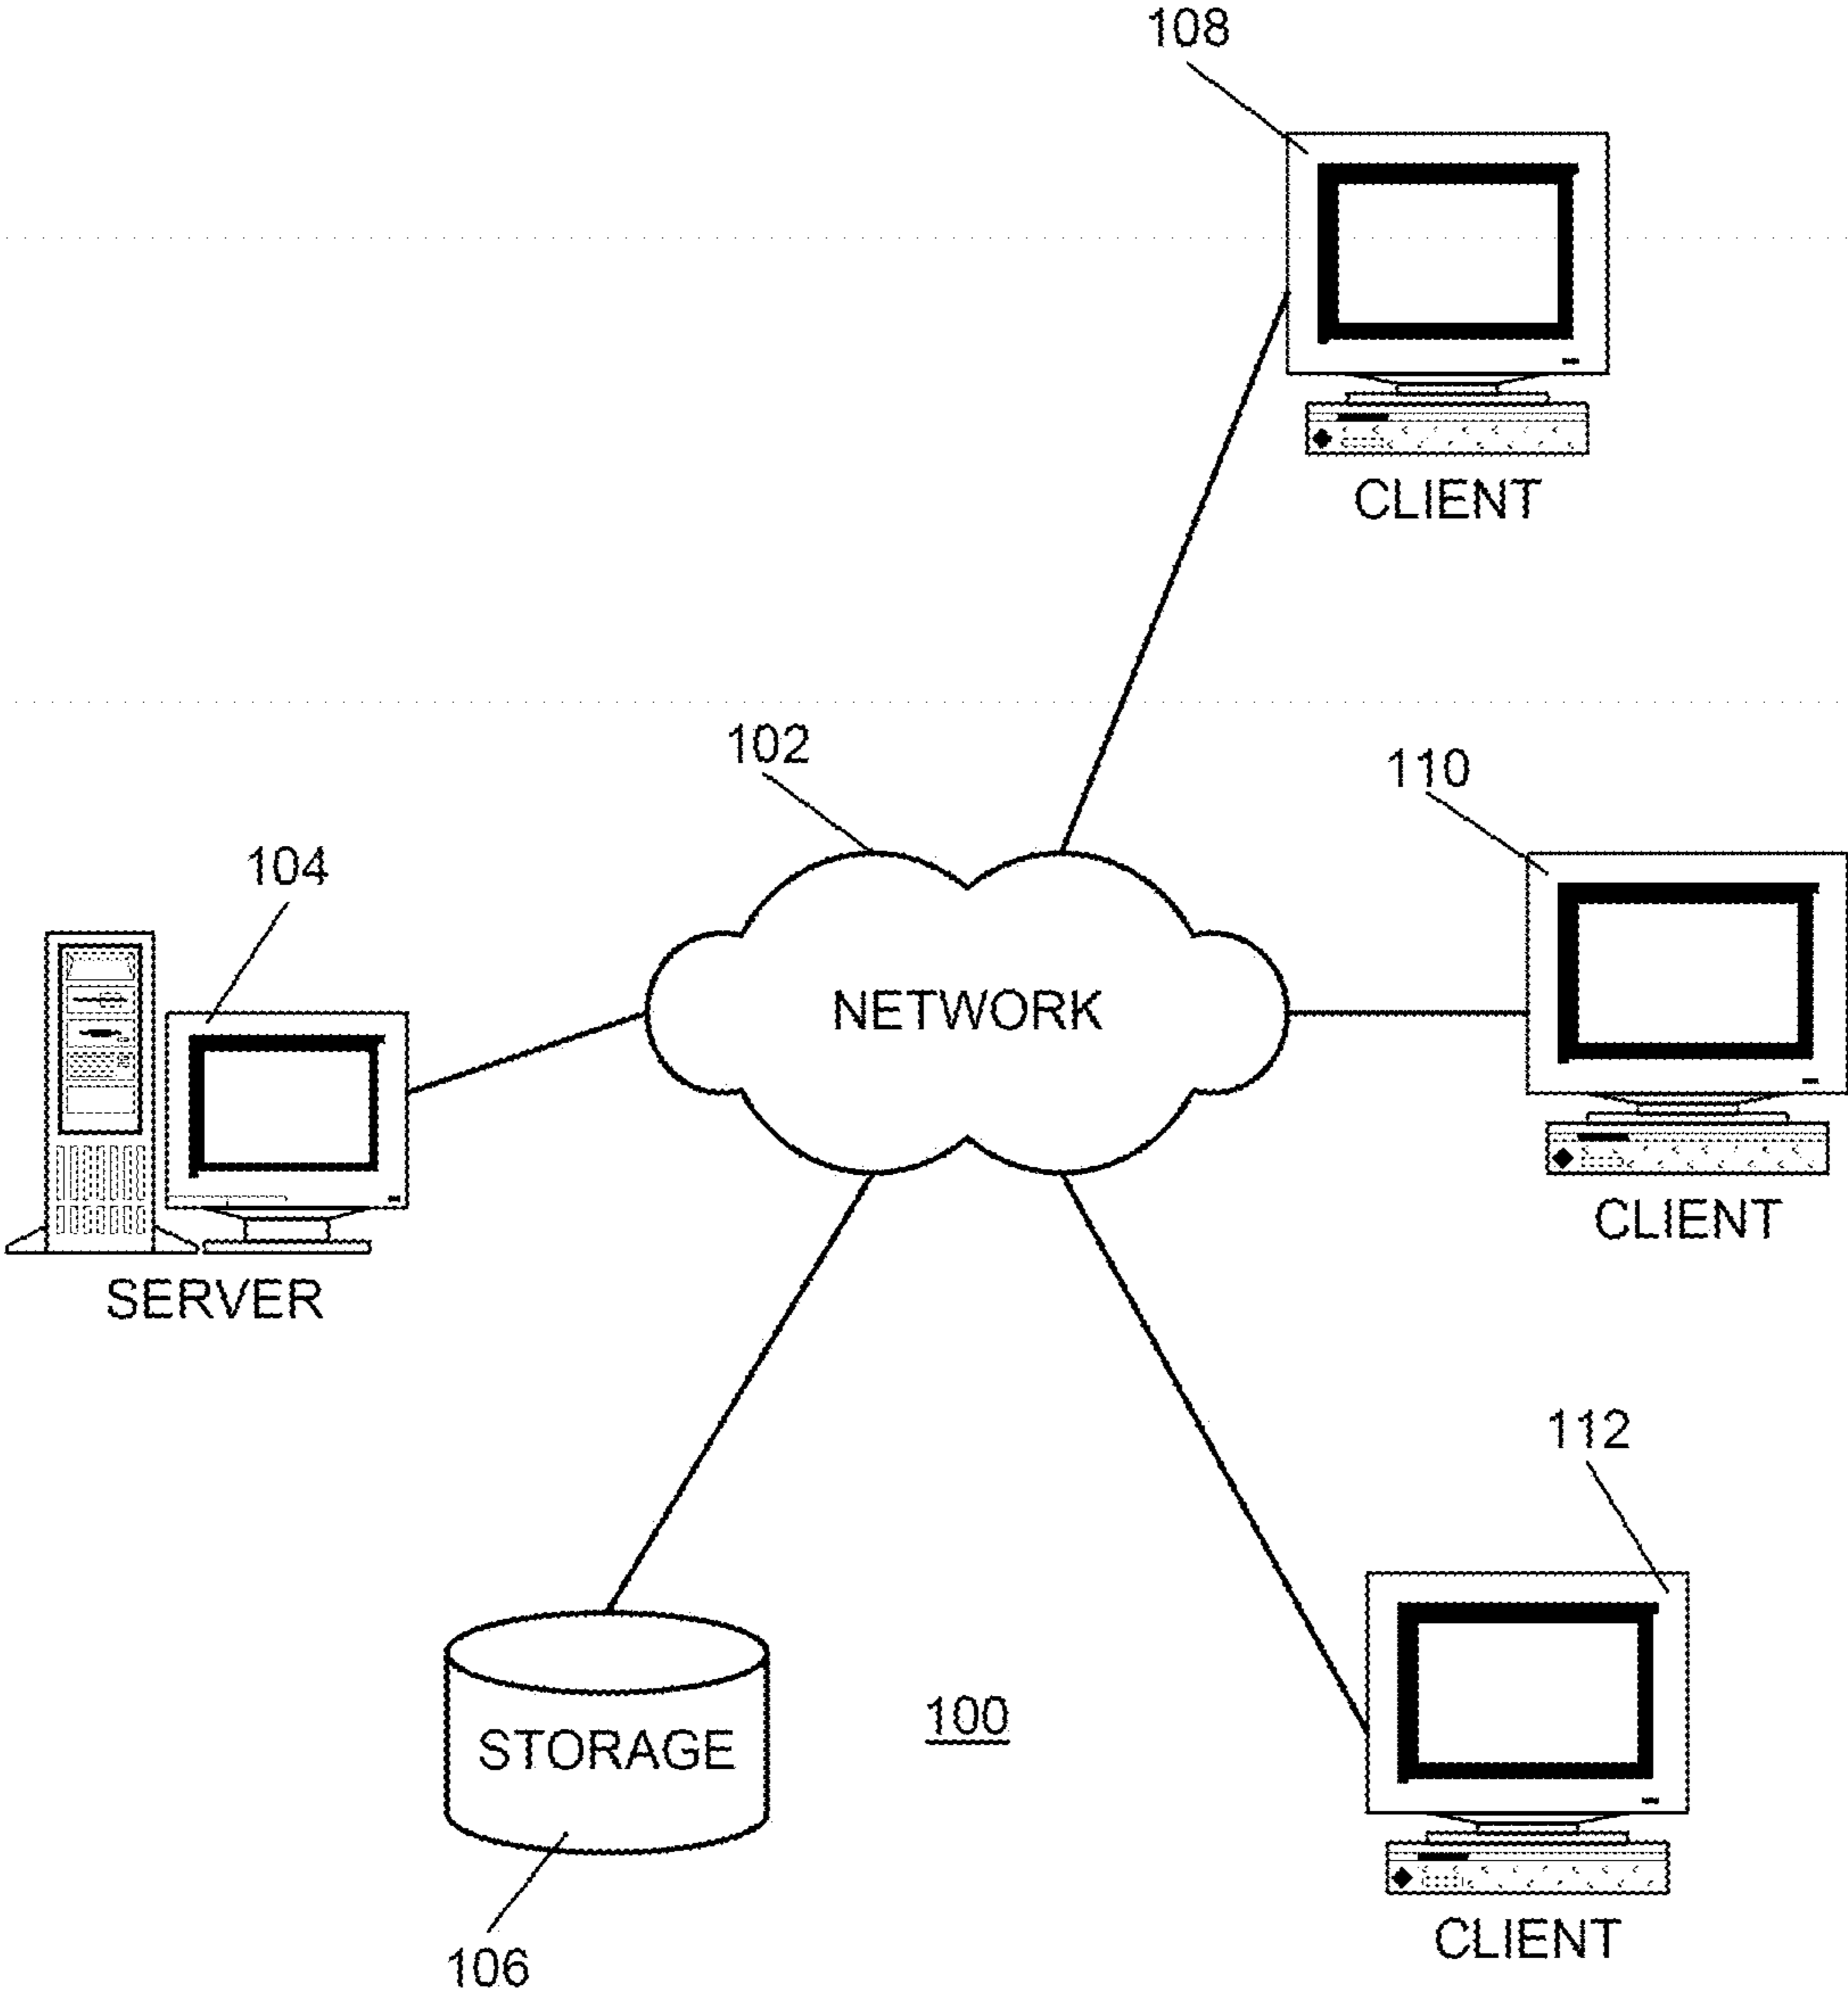 108
CLIENT
102
110
104
NETWORK
CLIENT
SERVER
112
STORAGE
100
106
CLIENT